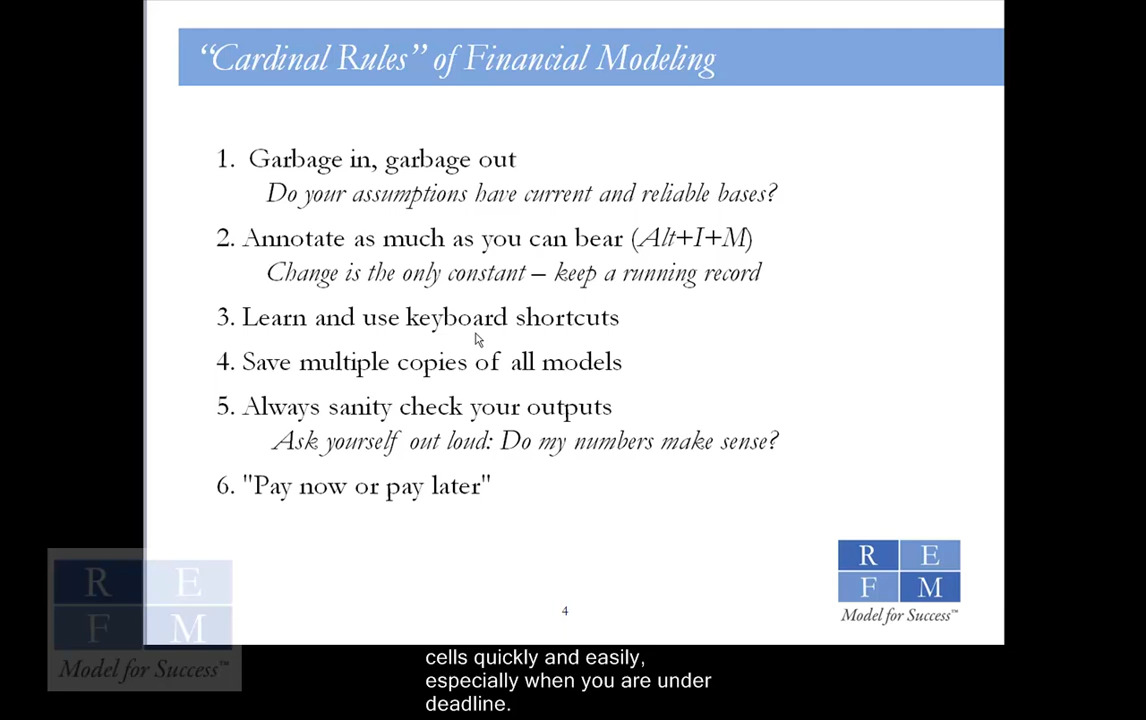 “Cardinal Rules” of Financial Modeling
1. Garbage in, garbage out
Do your assumptions have current and reliable bases?
2. Annotate as much as you can bear (Alt+I+M)
Change is the only constant – keep a running record
3. Learn and use keyboard shortcuts
4. Save multiple copies of all models
5. Always sanity check your outputs
Ask yourself out loud: Do my numbers make sense?
6. "Pay now or pay later"
R E
F M
Model for Success™
4
R E
F M
Model for Success™
cells quickly and easily,
especially when you are under
deadline.